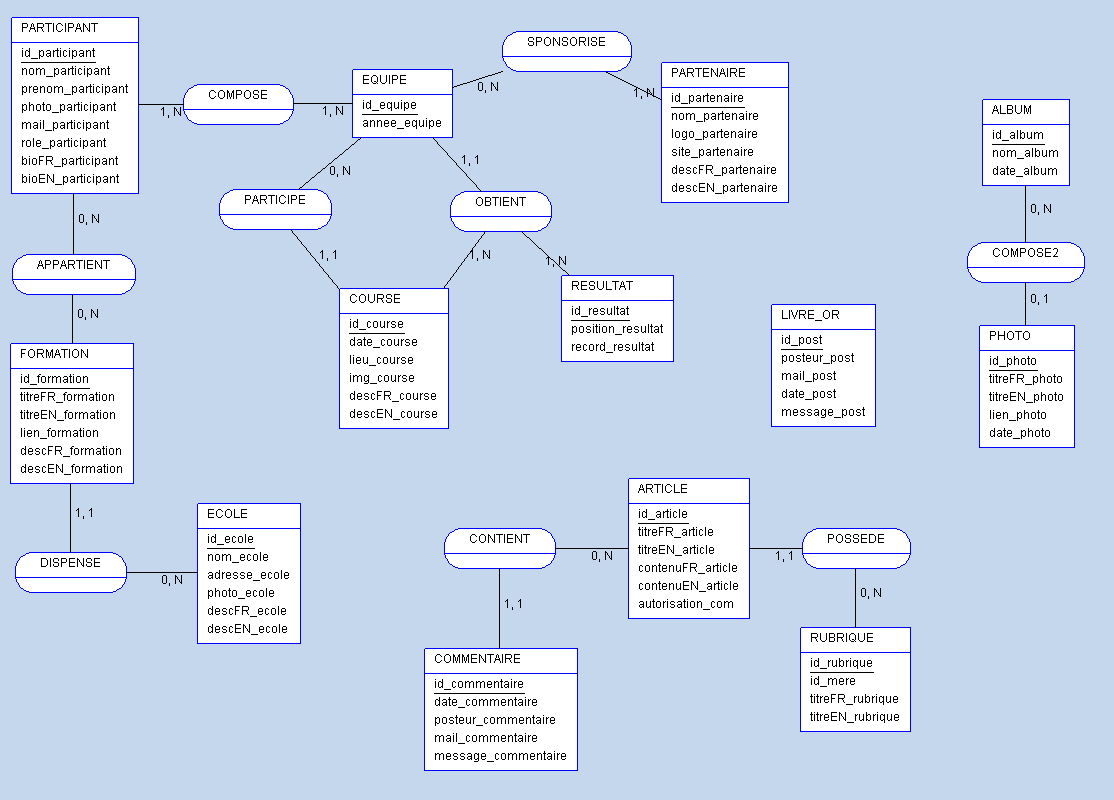 PARTICIPANT
id_participant
nom_participant
prenom_participant
photo_participant
mail_participant
role_participant
bioFR_participant
bioEN_participant
1, N
COMPOSE
1, N
EQUIPE
id_equipe
annee_equipe
0, N
SPONSORISE
1, N
PARTENAIRE
id_partenaire
nom_partenaire
logo_partenaire
site_partenaire
descFR_partenaire
descEN_partenaire
ALBUM
id_album
nom_album
date_album
0, N
COMPOSE2
0, 1
PHOTO
id_photo
titreFR_photo
titreEN_photo
lien_photo
date_photo
0, N
PARTICIPE
1, 1
1, 1
OBTIENT
1, N
1, N
COURSE
id_course
date_course
lieu_course
img_course
descFR_course
descEN_course
RESULTAT
id_resultat
position_resultat
record_resultat
LIVRE_OR
id_post
posteur_post
mail_post
date_post
message_post
0, N
APPARTIENT
0, N
FORMATION
id_formation
titreFR_formation
titreEN_formation
lien_formation
descFR_formation
descEN_formation
1, 1
DISPENSE
0, N
ECOLE
id_ecole
nom_ecole
adresse_ecole
photo_ecole
descFR_ecole
descEN_ecole
CONTIENT
0, N
ARTICLE
id_article
titreFR_article
titreEN_article
contenuFR_article
contenuEN_article
autorisation_com
1, 1
POSSEDE
0, N
RUBRIQUE
id_rubrique
id_mere
titreFR_rubrique
titreEN_rubrique
1, 1
COMMENTAIRE
id_commentaire
date_commentaire
posteur_commentaire
mail_commentaire
message_commentaire